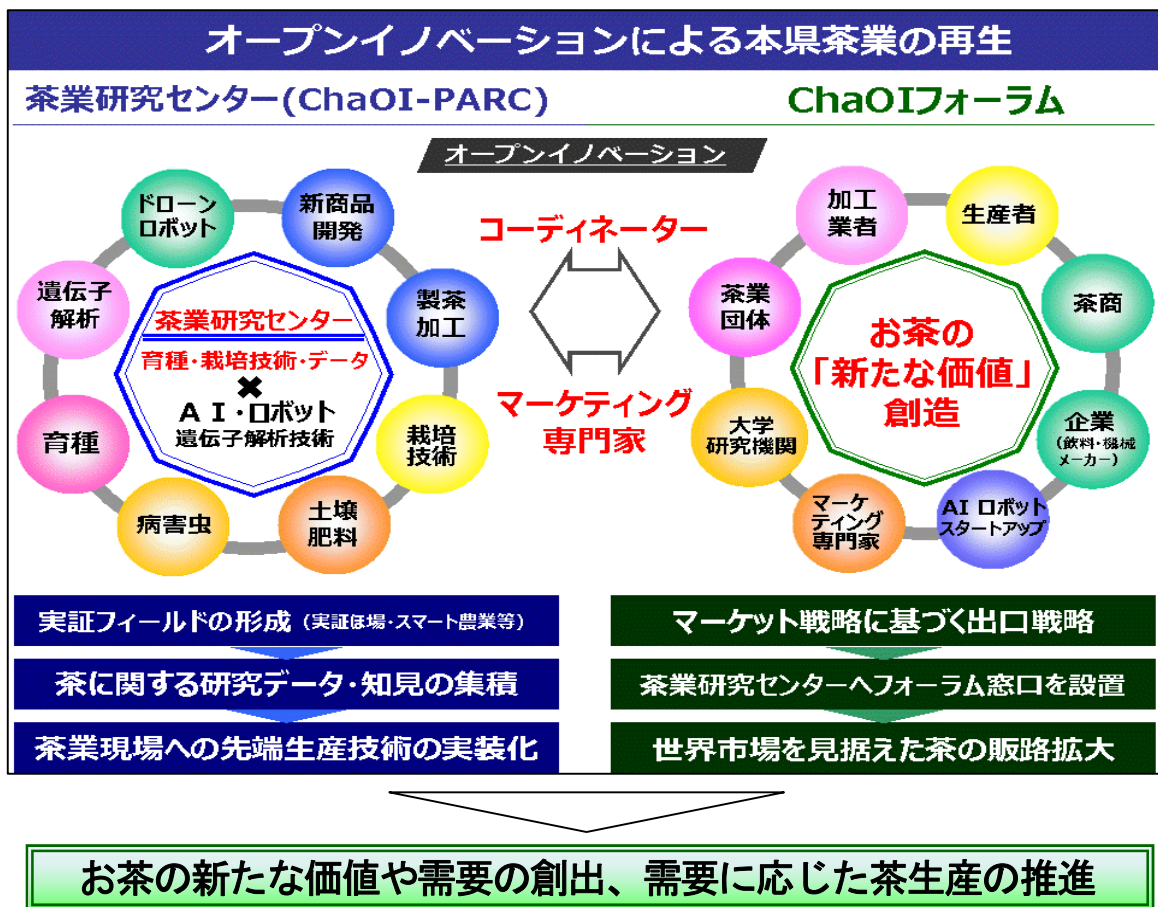 オープンイノベーションによる本県茶業の再生
茶業研究センター(ChaOI-PARC)
ChaOIフォーラム
オープンイノベーション
ドローン
ロボット
新商品
開発
遺伝子
解析
製茶
加工
茶業研究センター
育種・栽培技術・データ
×
AI・ロボット
遺伝子解析技術
育種
栽培
技術
病害虫
土壌
肥料
コーディネーター
マーケティング
専門家
加工
業者
生産者
茶業
団体
茶商
お茶の
「新たな価値」
創造
大学
研究機関
企業
(飲料・機械
メーカー)
マーケ
ティング
専門家
AI ロボット
スタートアップ
実証フィールドの形成(実証ほ場・スマート農業等)
茶に関する研究データ・知見の集積
茶業現場への先端生産技術の実装化
マーケット戦略に基づく出口戦略
茶業研究センターへフォーラム窓口を設置
世界市場を見据えた茶の販路拡大
お茶の新たな価値や需要の創出、需要に応じた茶生産の推進